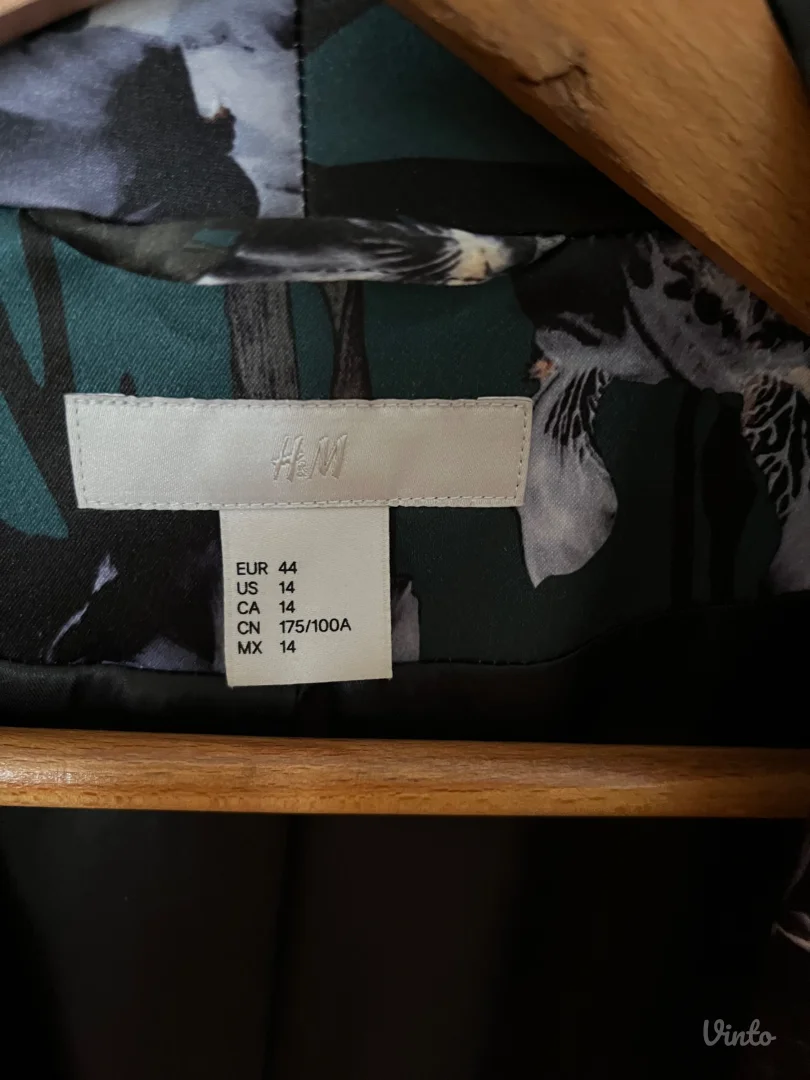 H&M
EUR 44
US 14
CA 14
CN 175/100A
MX 14
Vinto